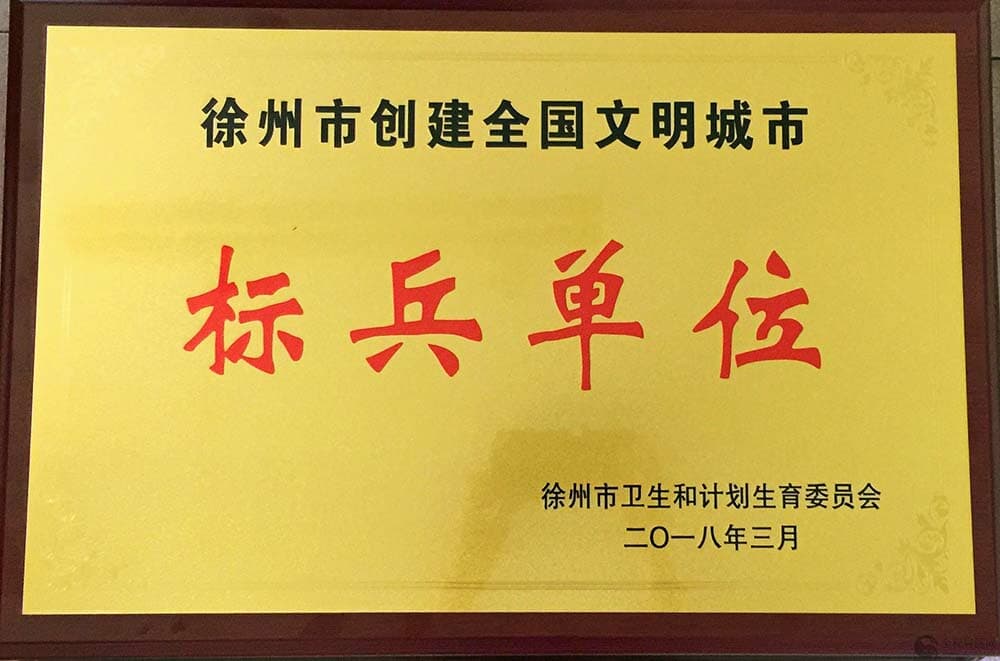 徐州市创建全国文明城市
标兵单位
徐州市卫生和计划生育委员会
二〇一八年三月